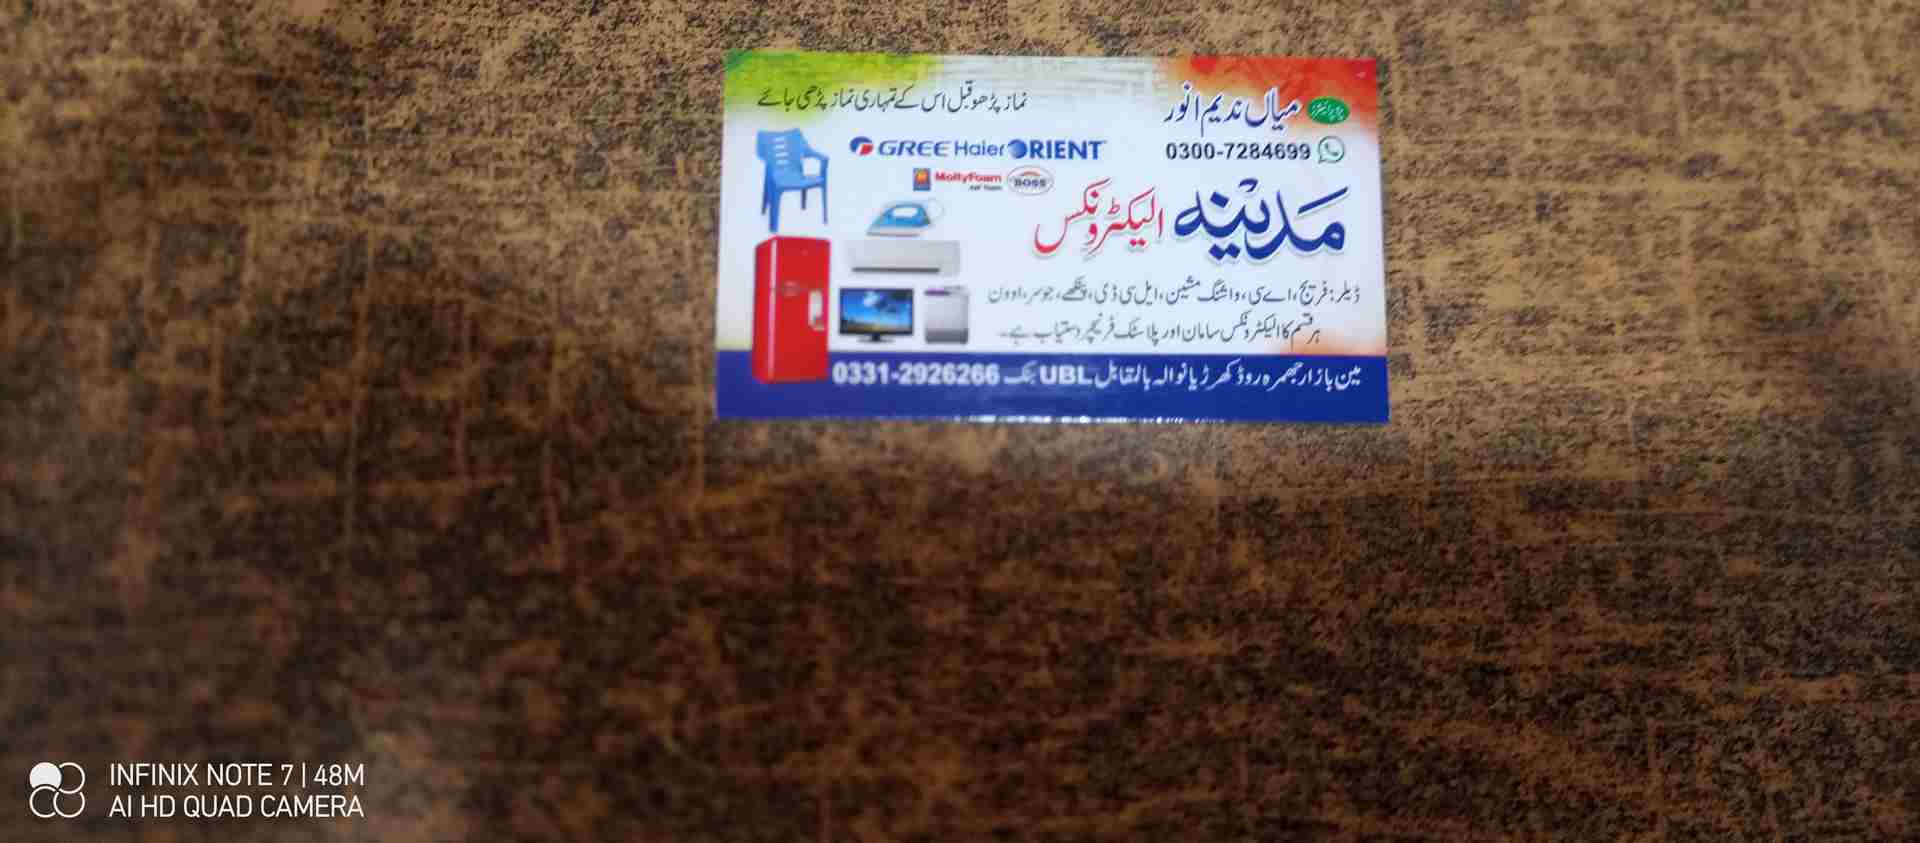 نماز پڑھو قبل اس کے تمہاری نماز پڑھی جائے
پروپرائیٹرز میاں ندیم انور
0300-7284699
GREE Haier ORIENT
MoltyFoam BOSS
مدینہ الیکٹرونکس
ڈیلر: فریج، اے سی، واشنگ مشین، ایل سی ڈی، پنکھے، جوسر، اوون
ہر قسم کا الیکٹرونکس سامان اور پلاسٹک فرنیچر دستیاب ہے۔
مین بازار جھمرہ روڈ کھرڑیانوالہ بالمقابل UBL بنک 0331-2926266
INFINIX NOTE 7 | 48M
AI HD QUAD CAMERA